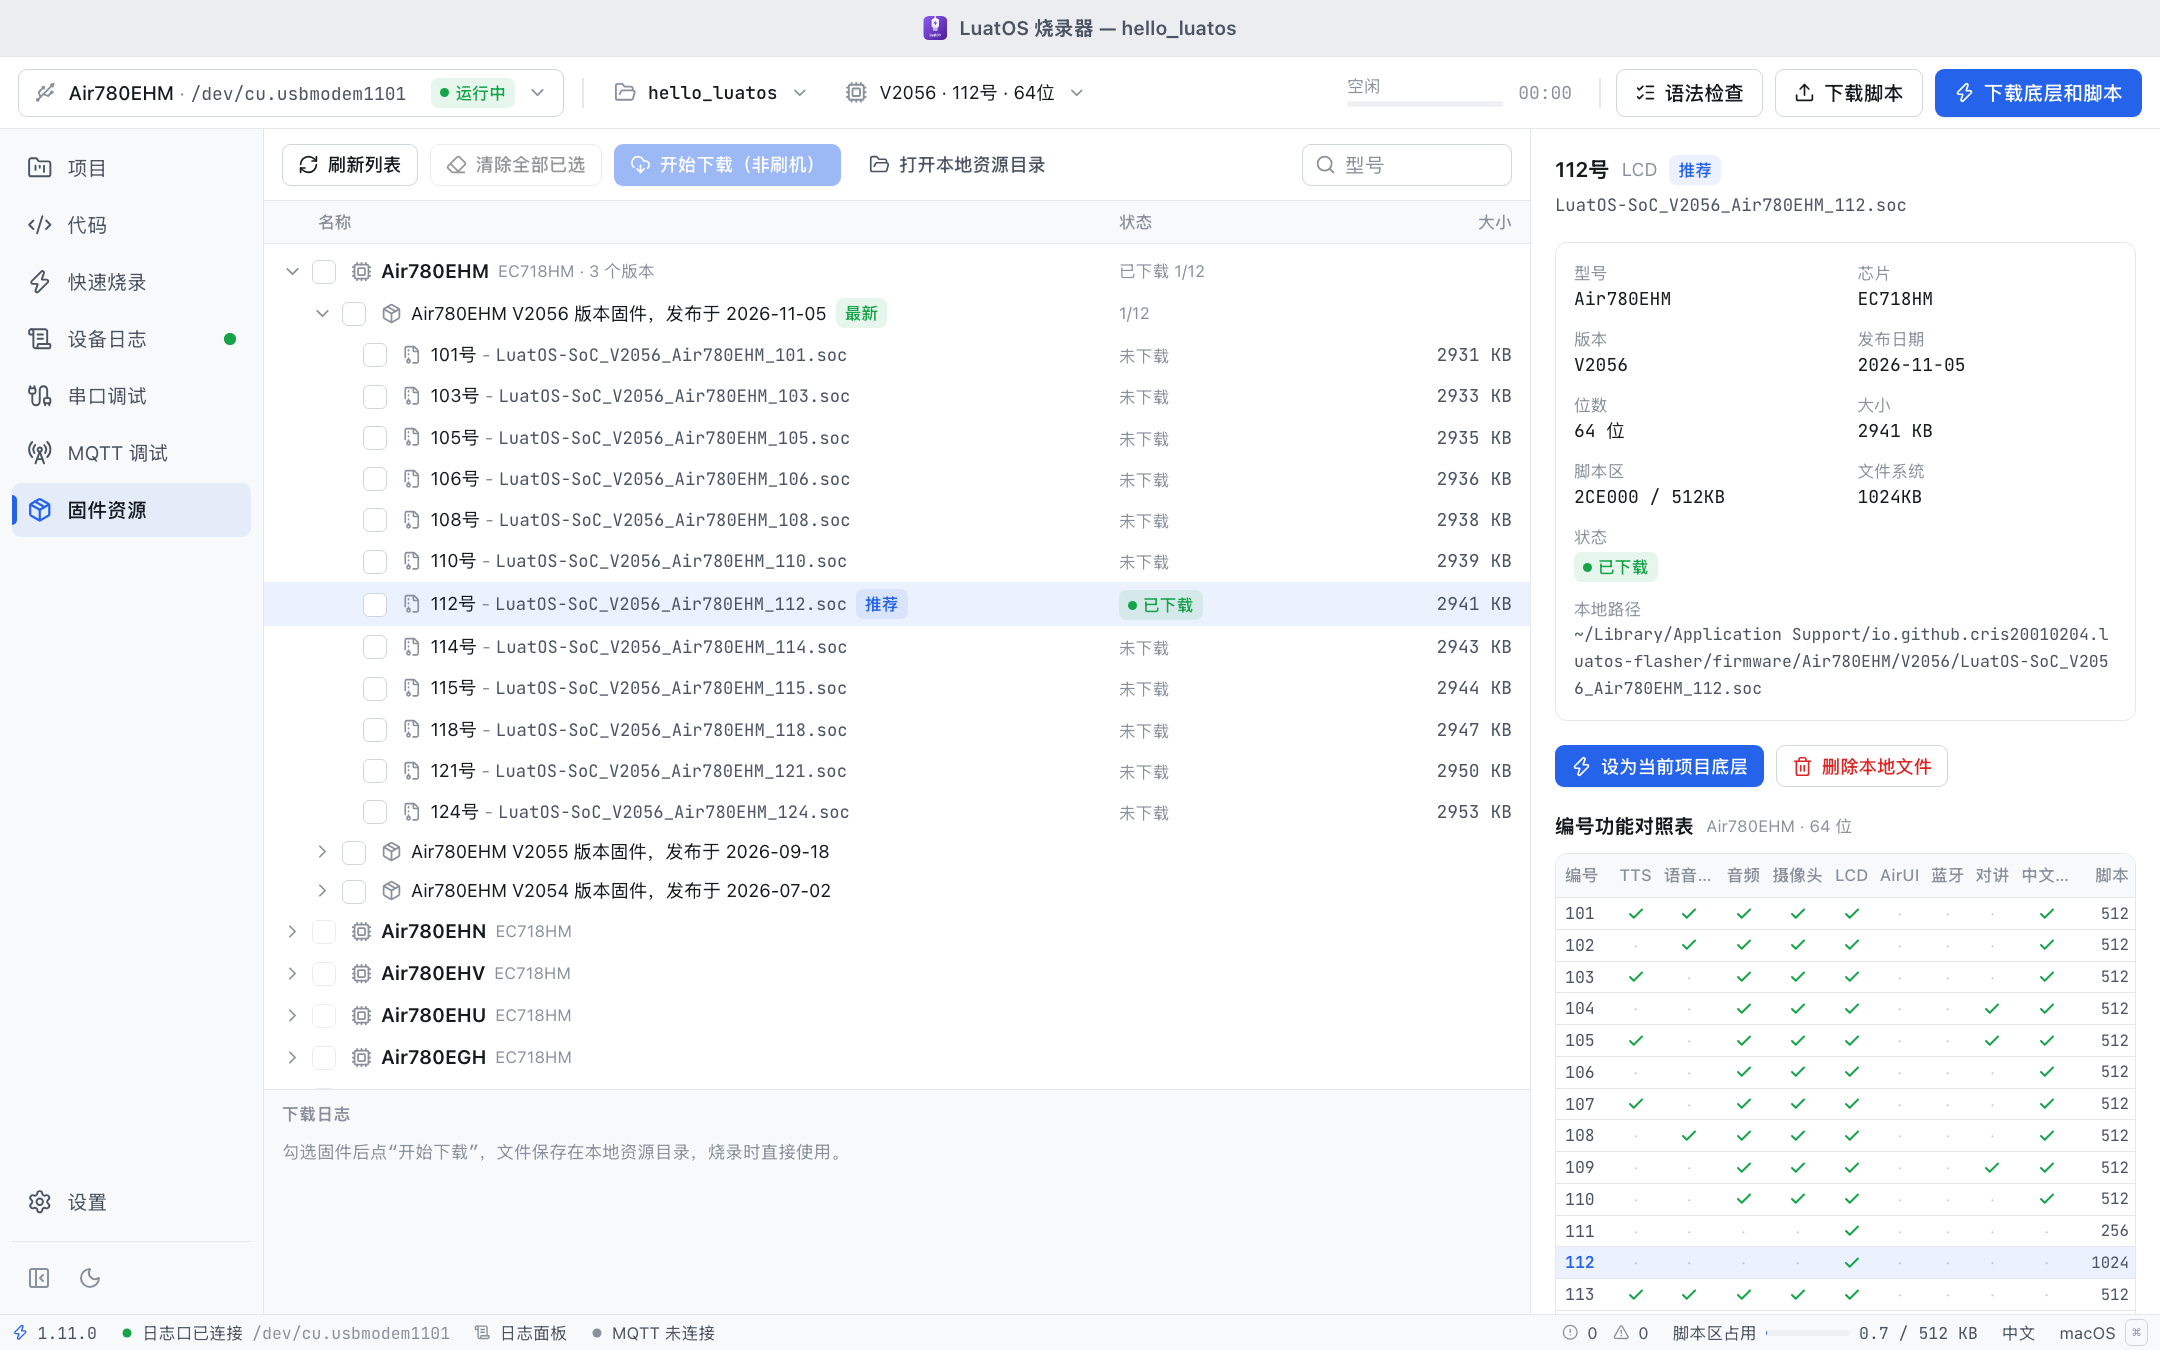 LuatOS 烧录器 — hello_luatos
Air780EHM · /dev/cu.usbmodem1101 运行中
hello_luatos
V2056 · 112号 · 64位
空闲 00:00
语法检查
下载脚本
下载底层和脚本
项目
代码
快速烧录
设备日志
串口调试
MQTT 调试
固件资源
设置
刷新列表
清除全部已选
开始下载（非刷机）
打开本地资源目录
型号
名称 状态 大小
Air780EHM EC718HM · 3 个版本 已下载 1/12
Air780EHM V2056 版本固件，发布于 2026-11-05 最新 1/12
101号 - LuatOS-SoC_V2056_Air780EHM_101.soc 未下载 2931 KB
103号 - LuatOS-SoC_V2056_Air780EHM_103.soc 未下载 2933 KB
105号 - LuatOS-SoC_V2056_Air780EHM_105.soc 未下载 2935 KB
106号 - LuatOS-SoC_V2056_Air780EHM_106.soc 未下载 2936 KB
108号 - LuatOS-SoC_V2056_Air780EHM_108.soc 未下载 2938 KB
110号 - LuatOS-SoC_V2056_Air780EHM_110.soc 未下载 2939 KB
112号 - LuatOS-SoC_V2056_Air780EHM_112.soc 推荐 已下载 2941 KB
114号 - LuatOS-SoC_V2056_Air780EHM_114.soc 未下载 2943 KB
115号 - LuatOS-SoC_V2056_Air780EHM_115.soc 未下载 2944 KB
118号 - LuatOS-SoC_V2056_Air780EHM_118.soc 未下载 2947 KB
121号 - LuatOS-SoC_V2056_Air780EHM_121.soc 未下载 2950 KB
124号 - LuatOS-SoC_V2056_Air780EHM_124.soc 未下载 2953 KB
Air780EHM V2055 版本固件，发布于 2026-09-18
Air780EHM V2054 版本固件，发布于 2026-07-02
Air780EHN EC718HM
Air780EHV EC718HM
Air780EHU EC718HM
Air780EGH EC718HM
下载日志
勾选固件后点“开始下载”，文件保存在本地资源目录，烧录时直接使用。
112号 LCD 推荐
LuatOS-SoC_V2056_Air780EHM_112.soc
型号 芯片
Air780EHM EC718HM
版本 发布日期
V2056 2026-11-05
位数 大小
64 位 2941 KB
脚本区 文件系统
2CE000 / 512KB 1024KB
状态
已下载
本地路径
~/Library/Application Support/io.github.cris20010204.l
uatos-flasher/firmware/Air780EHM/V2056/LuatOS-SoC_V205
6_Air780EHM_112.soc
设为当前项目底层
删除本地文件
编号功能对照表 Air780EHM · 64 位
编号 TTS 语音... 音频 摄像头 LCD AirUI 蓝牙 对讲 中文... 脚本
101 ✓ ✓ ✓ ✓ ✓ · · · ✓ 512
102 · ✓ ✓ ✓ ✓ · · · ✓ 512
103 ✓ · ✓ ✓ ✓ · · · ✓ 512
104 · · ✓ ✓ ✓ · · ✓ ✓ 512
105 ✓ · ✓ ✓ ✓ · · ✓ ✓ 512
106 · · ✓ ✓ ✓ · · · ✓ 512
107 ✓ · ✓ ✓ ✓ · · · ✓ 512
108 · ✓ ✓ ✓ ✓ · · · ✓ 512
109 · · ✓ ✓ ✓ · · ✓ ✓ 512
110 · · ✓ ✓ ✓ · · · ✓ 512
111 · · · · ✓ · · · · 256
112 · · · · ✓ · · · · 1024
113 ✓ ✓ ✓ ✓ ✓ · · · · 512
1.11.0 日志口已连接 /dev/cu.usbmodem1101 日志面板 MQTT 未连接 0 0 脚本区占用 0.7 / 512 KB 中文 macOS ⌘